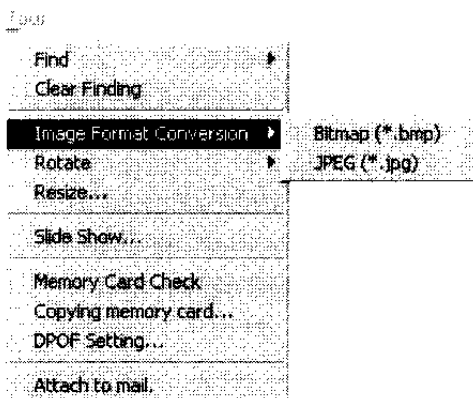 Tools
Find
Clear Finding
Image Format Conversion
Bitmap (*.bmp)
Rotate
JPEG (*.jpg)
Resize...
Slide Show...
Memory Card Check
Copying memory card...
DPOF Setting...
Attach to mail.